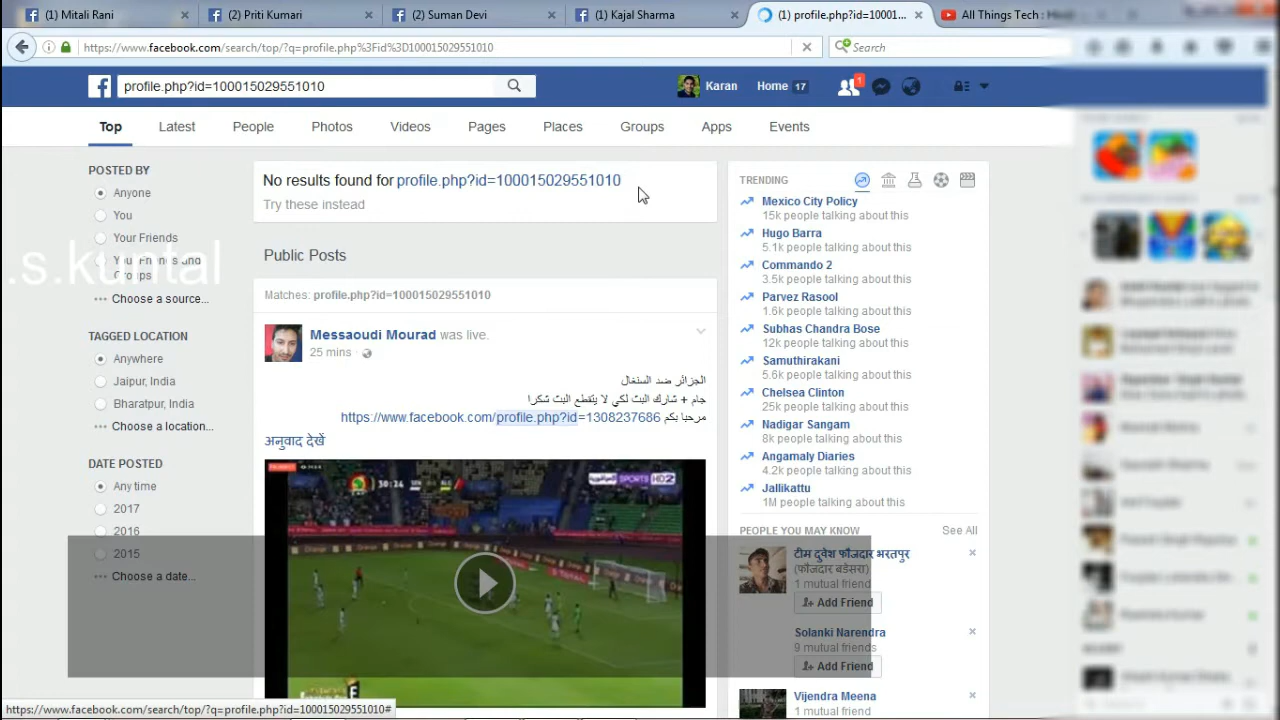 (1) Mitali Rani
(2) Priti Kumari
(2) Suman Devi
(1) Kajal Sharma
(1) profile.php?id=10001...
All Things Tech :
https://www.facebook.com/search/top/?q=profile.php%3Fid%3D100015029551010
Search
profile.php?id=100015029551010
Karan
Home 17
1
Top
Latest
People
Photos
Videos
Pages
Places
Groups
Apps
Events
POSTED BY
Anyone
You
Your Friends
Your Friends and
Groups
Choose a source...
.s.kuntal
TAGGED LOCATION
Anywhere
Jaipur, India
Bharatpur, India
Choose a location...
DATE POSTED
Any time
2017
2016
2015
Choose a date...
No results found for profile.php?id=100015029551010
Try these instead
Public Posts
Matches. profile.php?id=100015029551010
Messaoudi Mourad was live.
25 mins
الجزائر ضد السنغال
جام + شارك البث لكي لا يتقطع البث شكرا
مرحبا بكم https://www.facebook.com/profile.php?id=1308237686
अनुवाद देखें
30:24
SPORTS HD2
TRENDING
Mexico City Policy
15k people talking about this
Hugo Barra
5.1k people talking about this
Commando 2
3.5k people talking about this
Parvez Rasool
1.6k people talking about this
Subhas Chandra Bose
12k people talking about this
Samuthirakani
5.6k people talking about this
Chelsea Clinton
25k people talking about this
Nadigar Sangam
8k people talking about this
Angamaly Diaries
4.2k people talking about this
Jallikattu
1M people talking about this
PEOPLE YOU MAY KNOW
See All
टीम दुवेश फौजदार भरतपुर
(फौजदार बडेसरा)
1 mutual friend
Add Friend
Solanki Narendra
9 mutual friends
Add Friend
Vijendra Meena
1 mutual friend
https://www.facebook.com/search/top/?q=profile.php?id=100015029551010#